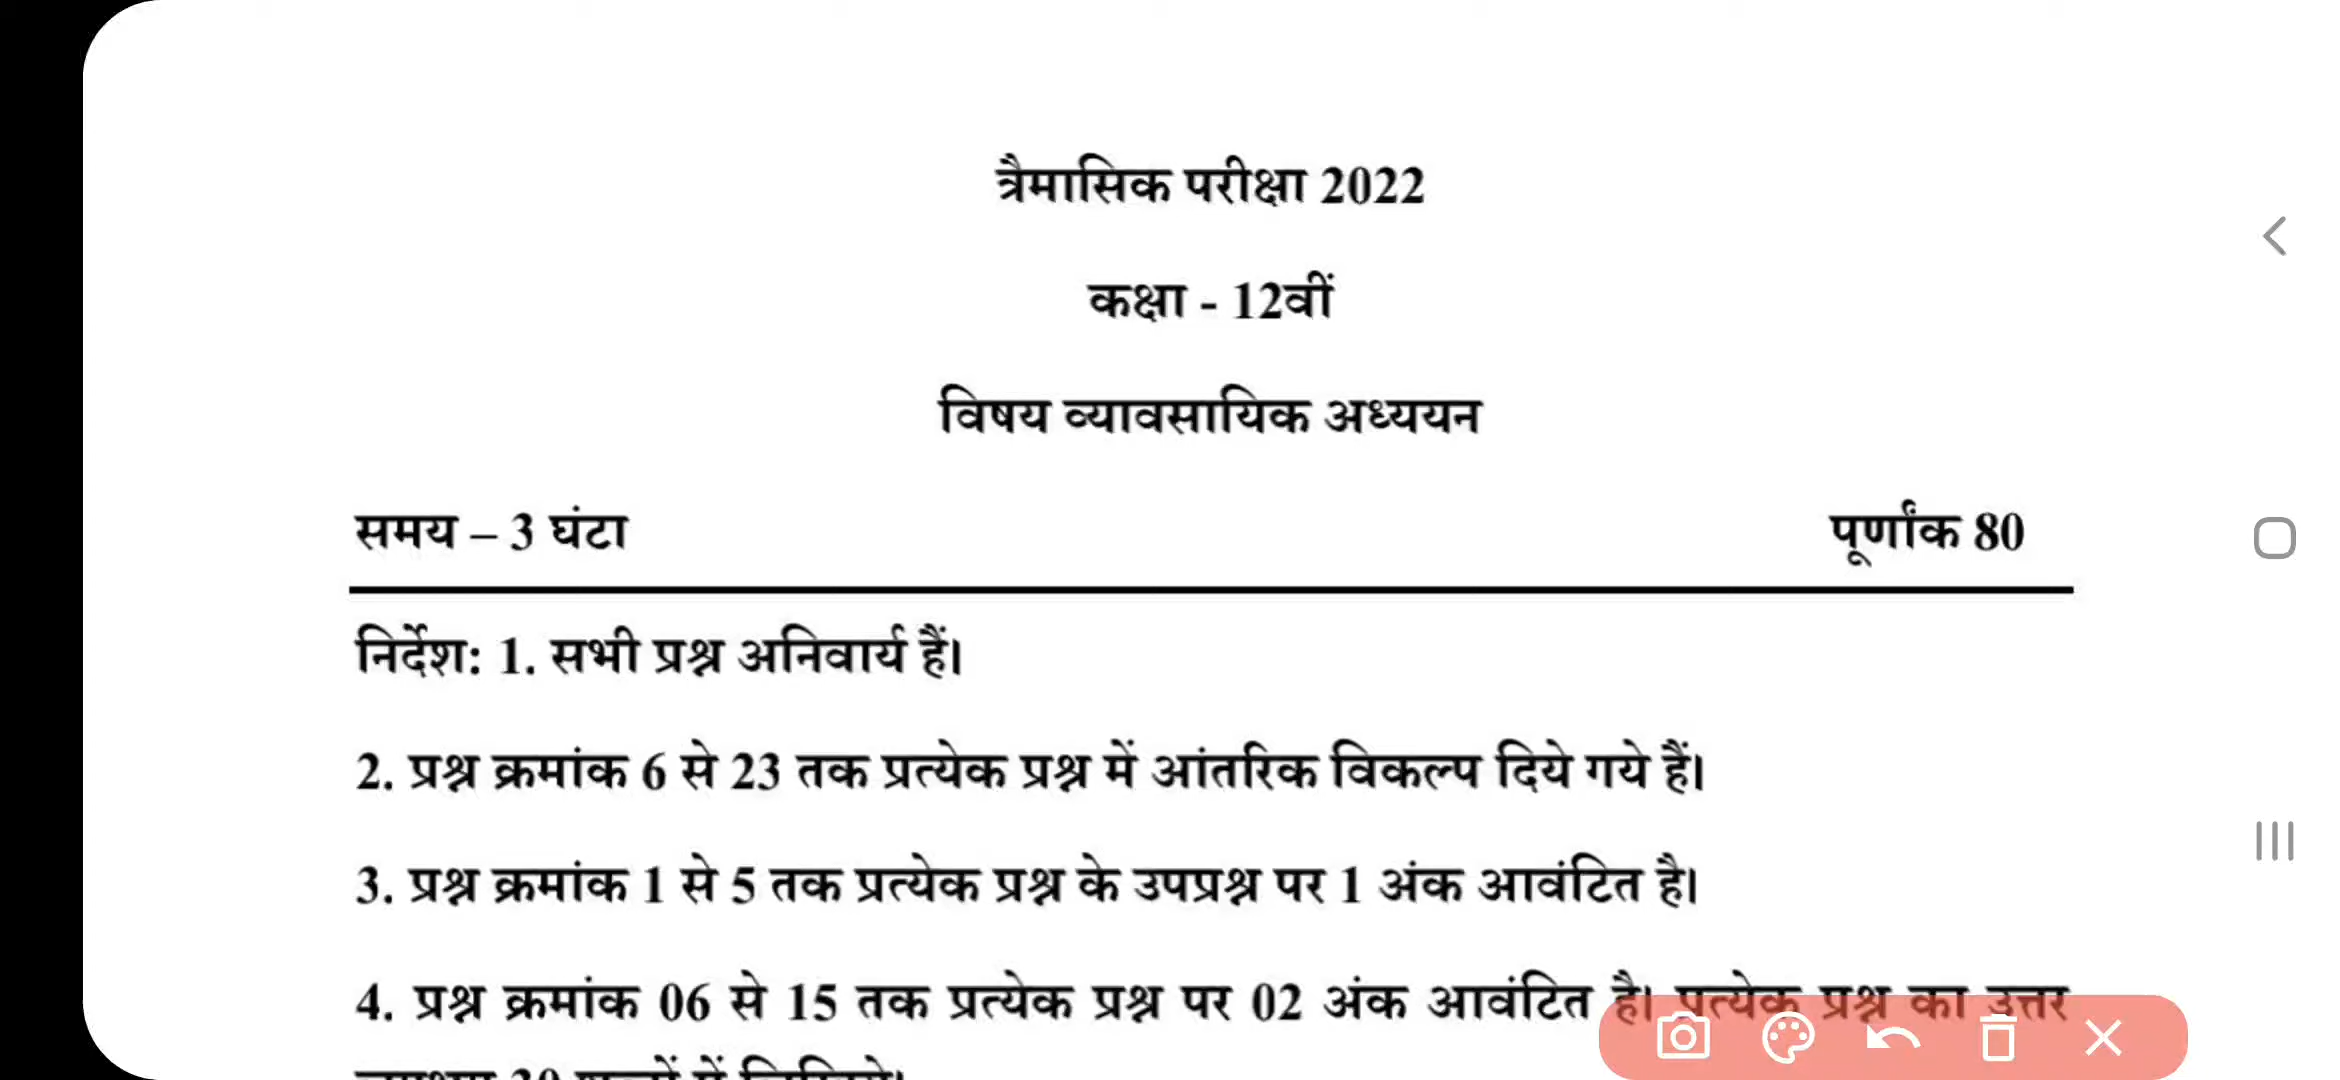 त्रैमासिक परीक्षा 2022
कक्षा - 12वीं
विषय व्यावसायिक अध्ययन
समय – 3 घंटा पूर्णांक 80
निर्देश: 1. सभी प्रश्न अनिवार्य हैं।
2. प्रश्न क्रमांक 6 से 23 तक प्रत्येक प्रश्न में आंतरिक विकल्प दिये गये हैं।
3. प्रश्न क्रमांक 1 से 5 तक प्रत्येक प्रश्न के उपप्रश्न पर 1 अंक आवंटित है।
4. प्रश्न क्रमांक 06 से 15 तक प्रत्येक प्रश्न पर 02 अंक आवंटित है। प्रत्येक प्रश्न का उत्तर
30 शब्दों में लिखिये।